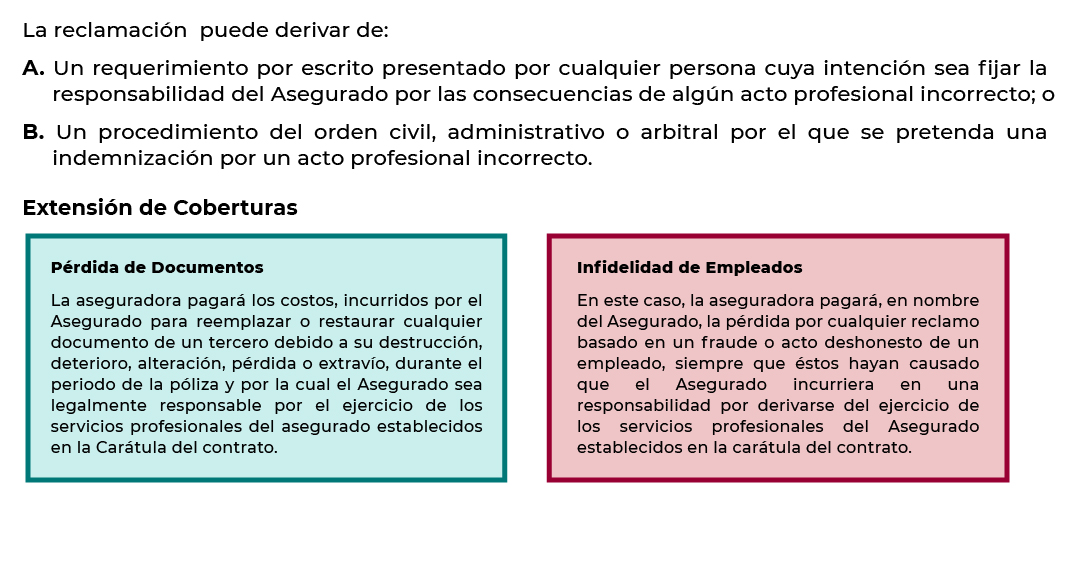 La reclamación  puede derivar de:
A. Un requerimiento por escrito presentado por cualquier persona cuya intención sea fijar la
responsabilidad del Asegurado por las consecuencias de algún acto profesional incorrecto; o
B. Un procedimiento del orden civil, administrativo o arbitral por el que se pretenda una
indemnización por un acto profesional incorrecto.
Extensión de Coberturas
Pérdida de Documentos
La aseguradora pagará los costos, incurridos por el
Asegurado para reemplazar o restaurar cualquier
documento de un tercero debido a su destrucción,
deterioro, alteración, pérdida o extravío, durante el
periodo de la póliza y por la cual el Asegurado sea
legalmente responsable por el ejercicio de los
servicios profesionales del asegurado establecidos
en la Carátula del contrato.
Infidelidad de Empleados
En este caso, la aseguradora pagará, en nombre
del Asegurado, la pérdida por cualquier reclamo
basado en un fraude o acto deshonesto de un
empleado, siempre que éstos hayan causado
que el Asegurado incurriera en una
responsabilidad por derivarse del ejercicio de
los servicios profesionales del Asegurado
establecidos en la carátula del contrato.